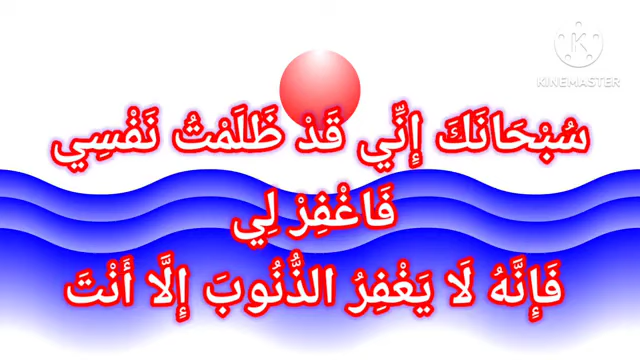 KINEMASTER
سُبْحَانَكَ إِنَّي قَدْ ظَلَمْتُ نَفْسِي
فَاغْفِرْ لِي
فَإِنَّهُ لَا يَغْفِرُ الذُّنُوبَ إِلَّا أَنْتَ